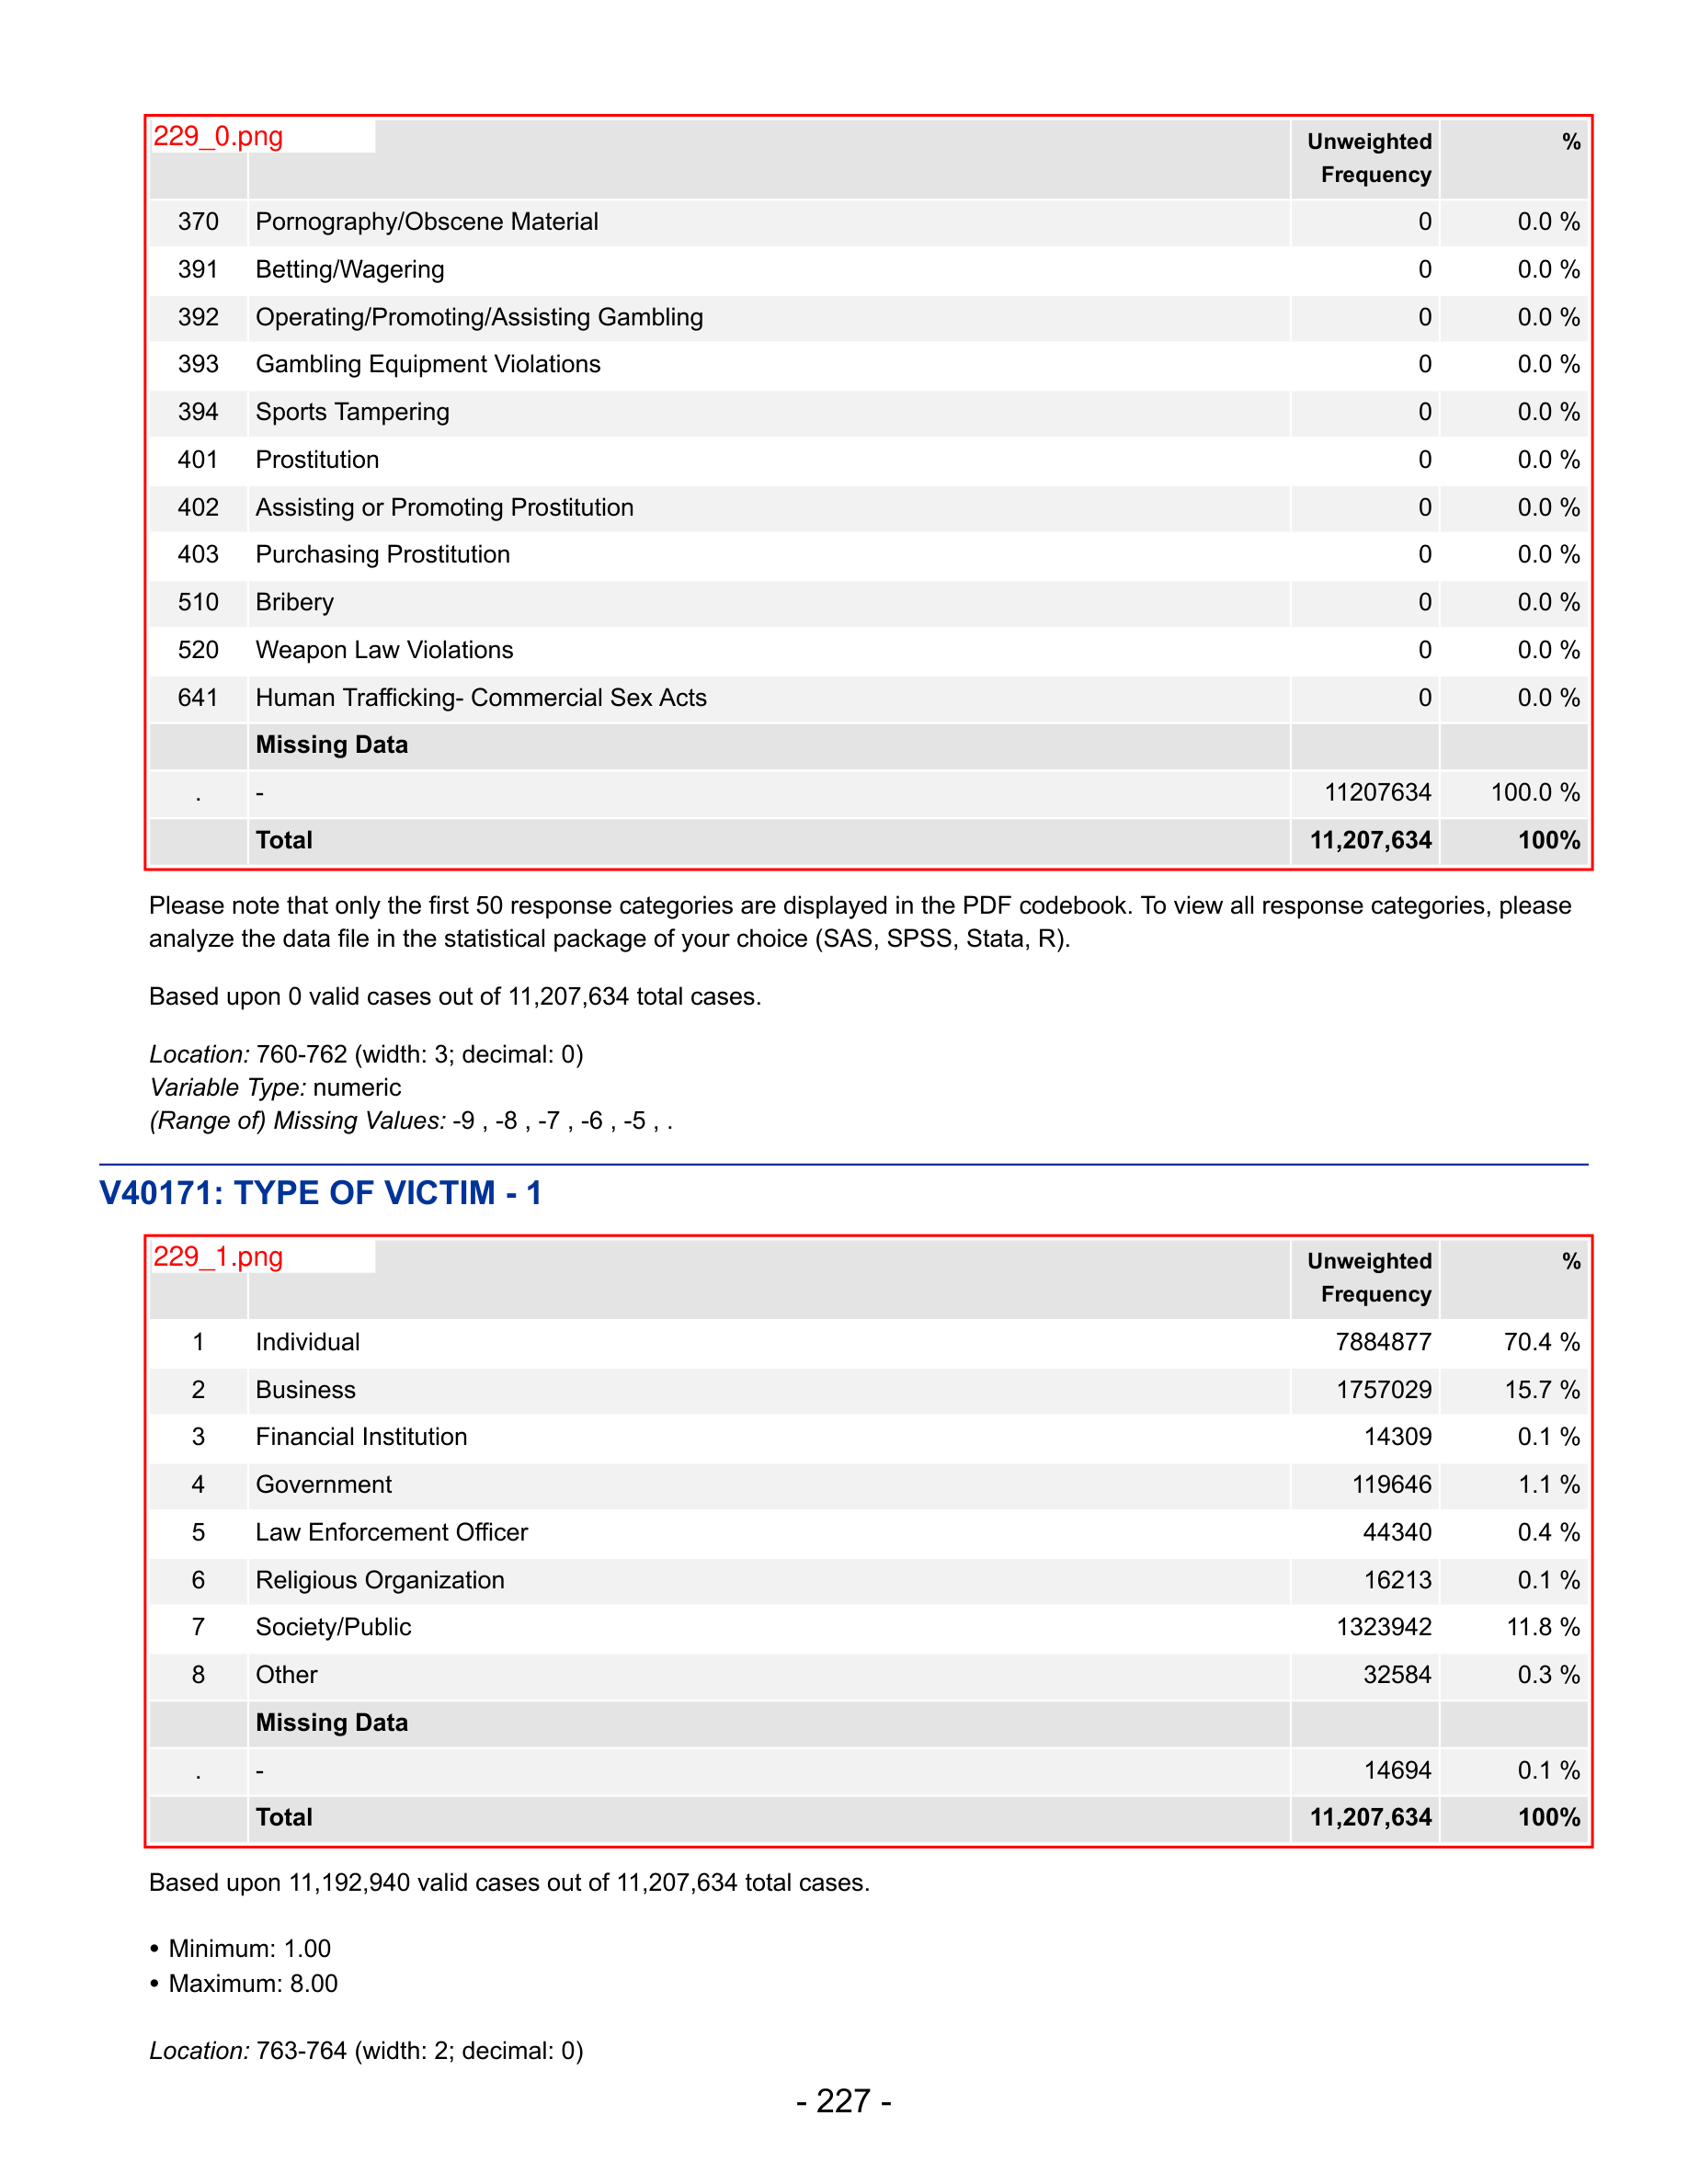 229_0.png
Unweighted Frequency %
370 Pornography/Obscene Material 0 0.0 %
391 Betting/Wagering 0 0.0 %
392 Operating/Promoting/Assisting Gambling 0 0.0 %
393 Gambling Equipment Violations 0 0.0 %
394 Sports Tampering 0 0.0 %
401 Prostitution 0 0.0 %
402 Assisting or Promoting Prostitution 0 0.0 %
403 Purchasing Prostitution 0 0.0 %
510 Bribery 0 0.0 %
520 Weapon Law Violations 0 0.0 %
641 Human Trafficking- Commercial Sex Acts 0 0.0 %
Missing Data
. - 11207634 100.0 %
Total 11,207,634 100%
Please note that only the first 50 response categories are displayed in the PDF codebook. To view all response categories, please
analyze the data file in the statistical package of your choice (SAS, SPSS, Stata, R).
Based upon 0 valid cases out of 11,207,634 total cases.
Location: 760-762 (width: 3; decimal: 0)
Variable Type: numeric
(Range of) Missing Values: -9 , -8 , -7 , -6 , -5 , .
V40171: TYPE OF VICTIM - 1
229_1.png
Unweighted Frequency %
1 Individual 7884877 70.4 %
2 Business 1757029 15.7 %
3 Financial Institution 14309 0.1 %
4 Government 119646 1.1 %
5 Law Enforcement Officer 44340 0.4 %
6 Religious Organization 16213 0.1 %
7 Society/Public 1323942 11.8 %
8 Other 32584 0.3 %
Missing Data
. - 14694 0.1 %
Total 11,207,634 100%
Based upon 11,192,940 valid cases out of 11,207,634 total cases.
• Minimum: 1.00
• Maximum: 8.00
Location: 763-764 (width: 2; decimal: 0)
- 227 -